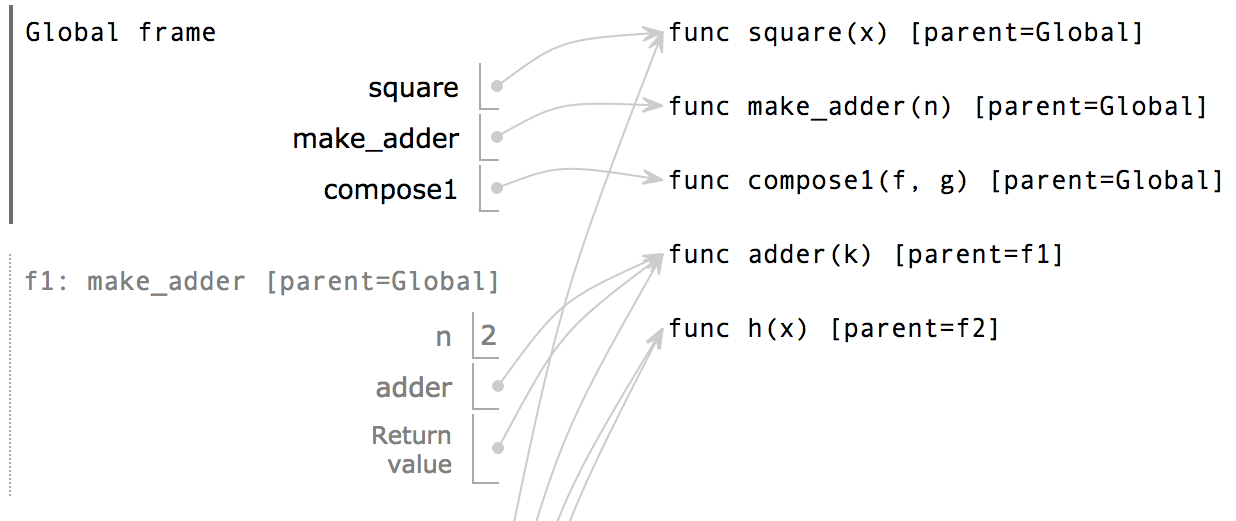 Global frame
square
make_adder
compose1
f1: make_adder [parent=Global]
n 2
adder
Return
value
func square(x) [parent=Global]
func make_adder(n) [parent=Global]
func compose1(f, g) [parent=Global]
func adder(k) [parent=f1]
func h(x) [parent=f2]